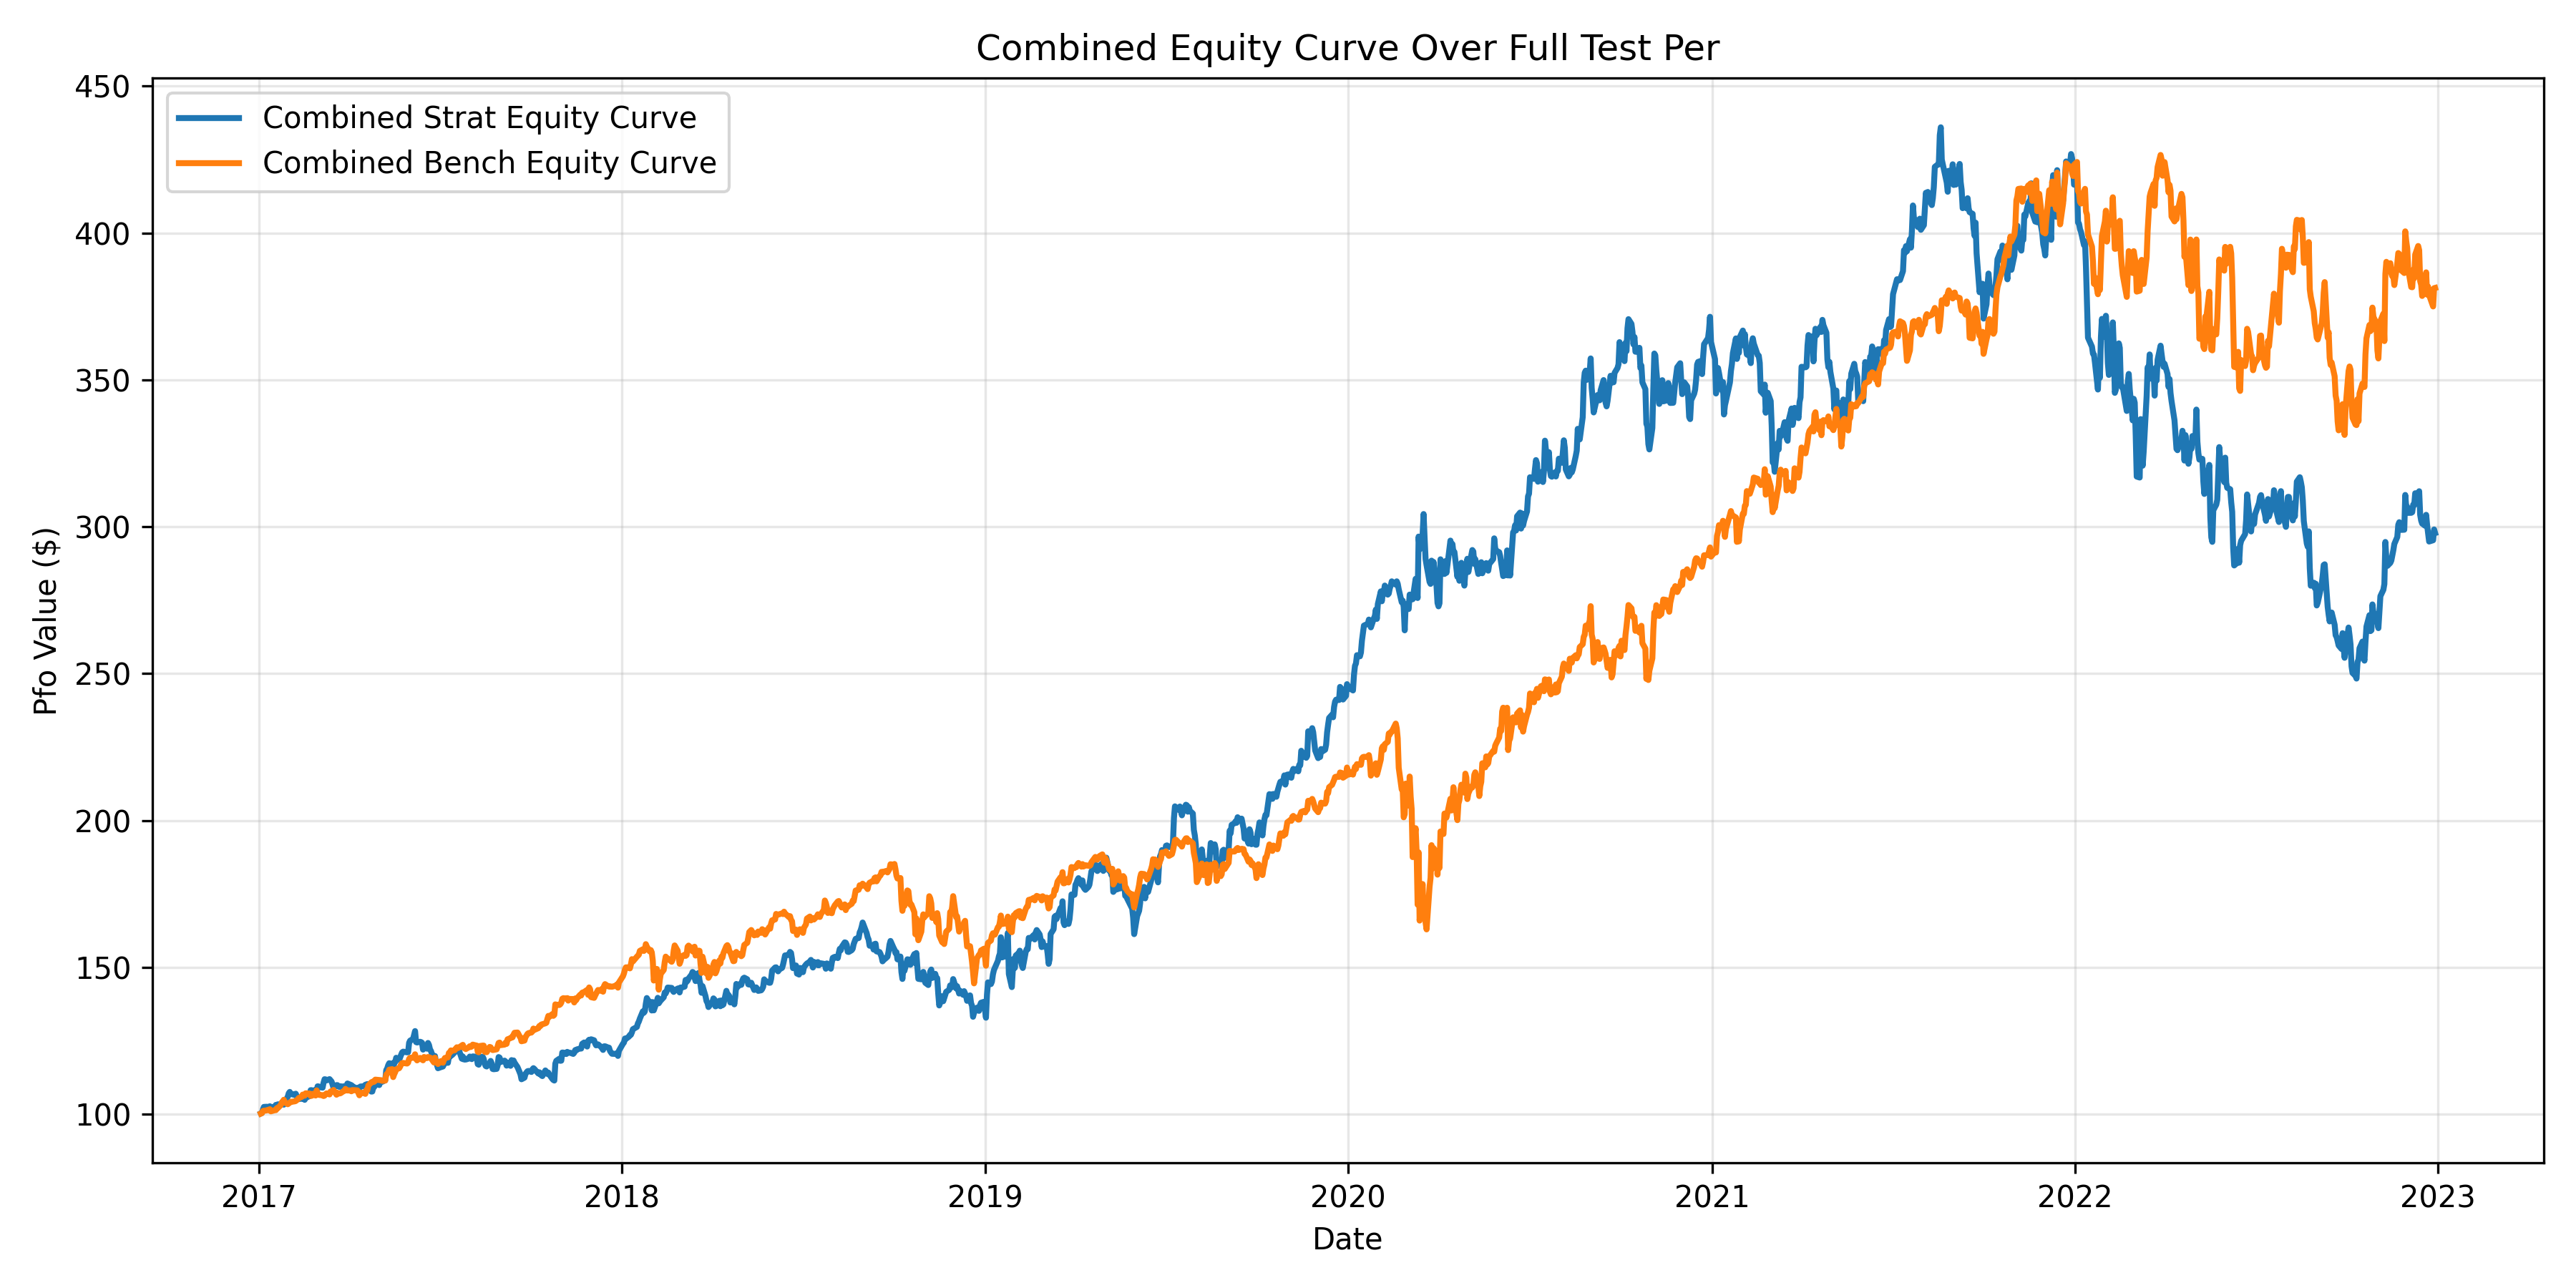 Combined Equity Curve Over Full Test Per
Combined Strat Equity Curve
Combined Bench Equity Curve
Pfo Value ($)
450
400
350
300
250
200
150
100
2017 2018 2019 2020 2021 2022 2023
Date